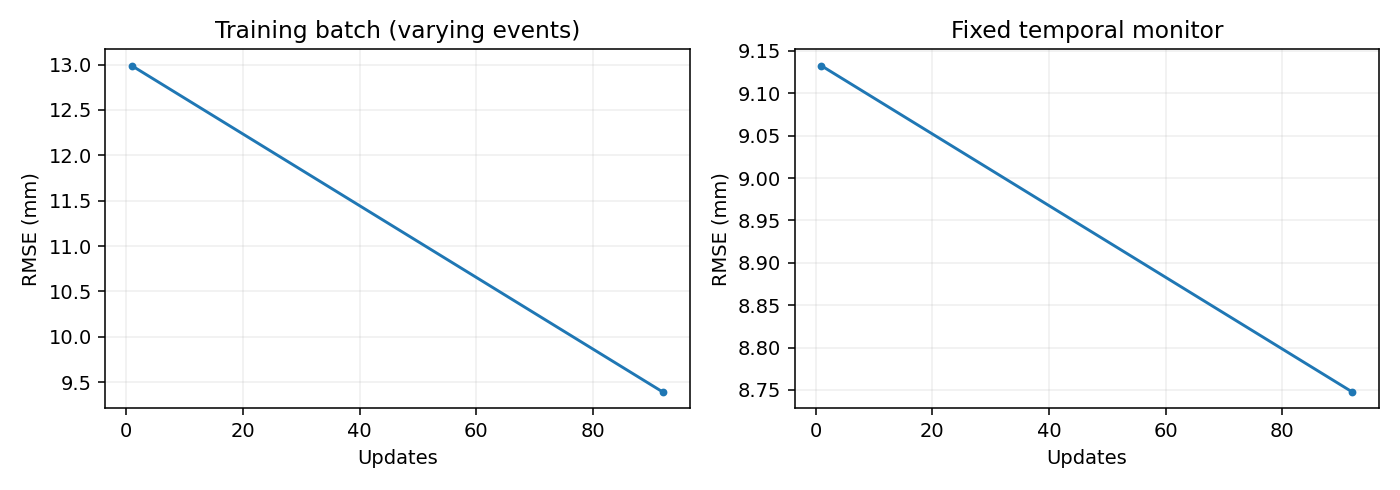 Training batch (varying events)
RMSE (mm)
13.0
12.5
12.0
11.5
11.0
10.5
10.0
9.5
0 20 40 60 80
Updates
Fixed temporal monitor
RMSE (mm)
9.15
9.10
9.05
9.00
8.95
8.90
8.85
8.80
8.75
0 20 40 60 80
Updates